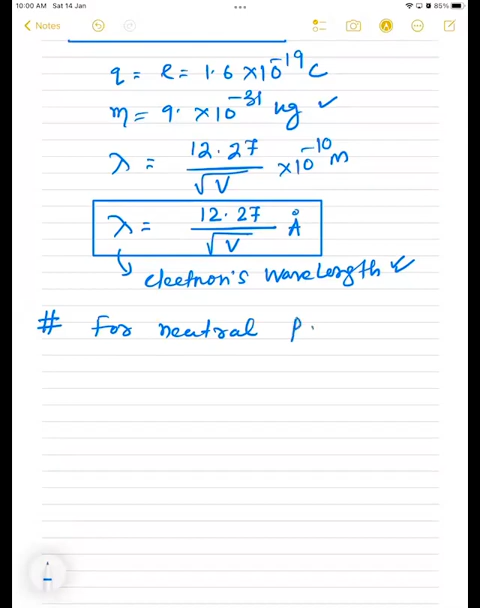 10:00 AM Sat 14 Jan
85%
Notes
q = e = 1.6 × 10⁻¹⁹ C
m = 9. × 10⁻³¹ kg ✓
λ = 12.27/√V × 10⁻¹⁰ m
λ = 12.27/√V Å
electron's wavelength ✓
# For neutral p.